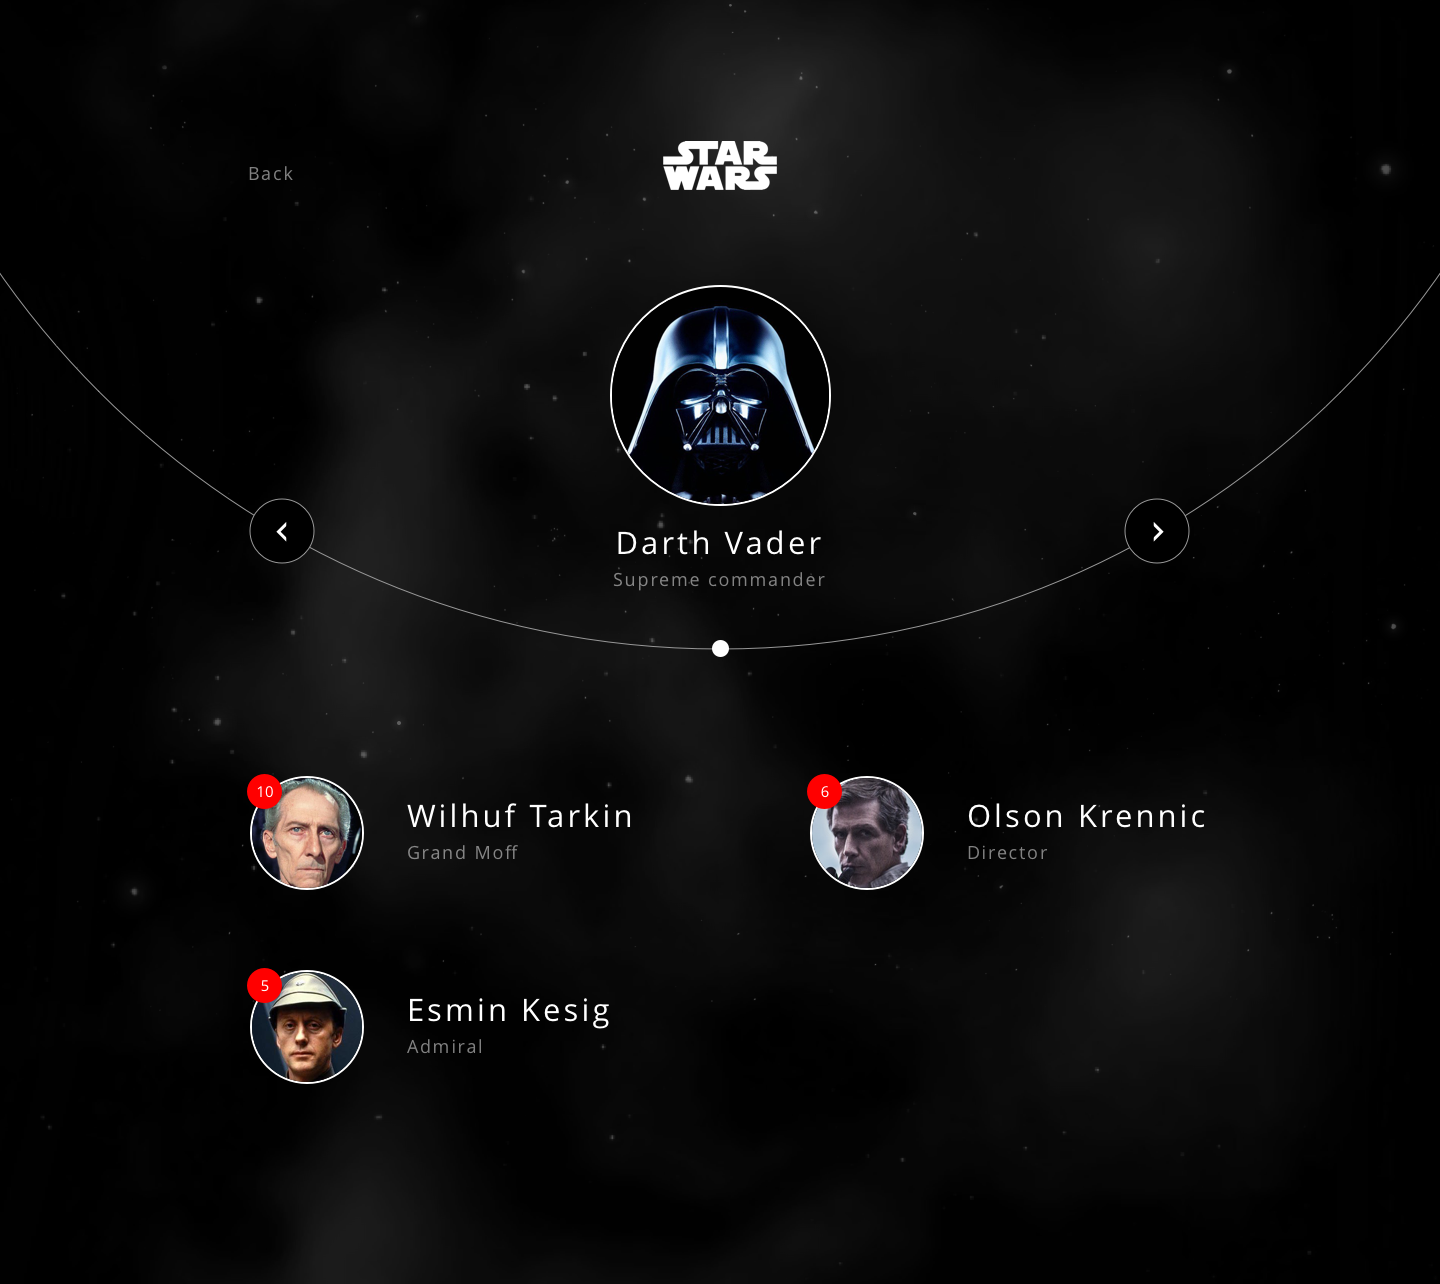 STAR
WARS
Back
Darth Vader
Supreme commander
10
Wilhuf Tarkin
Grand Moff
6
Olson Krennic
Director
5
Esmin Kesig
Admiral